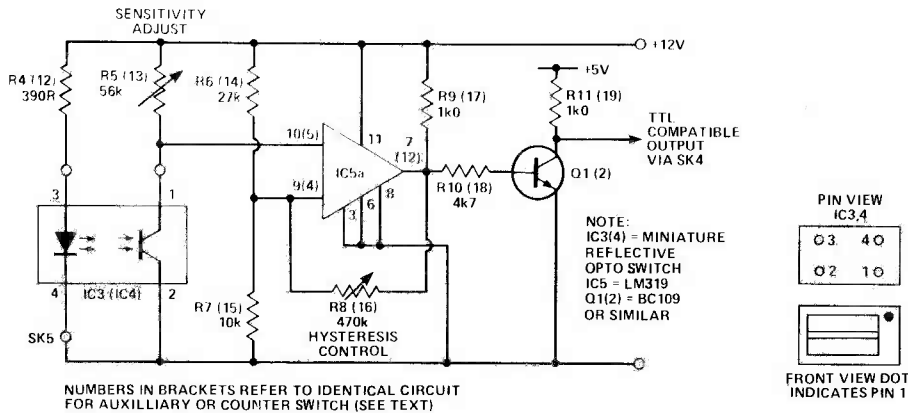 SENSITIVITY
ADJUST
+12V
R4 (12)
390R
R5 (13)
56k
R6 (14)
27k
R9 (17)
1k0
+5V
R11 (19)
1k0
TTL
COMPATIBLE
OUTPUT
VIA SK4
10(5)
11
7
(12)
IC5a
9(4)
3
6
8
R10 (18)
4k7
Q1 (2)
3
1
4
2
IC3 (IC4)
SK5
R7 (15)
10k
R8 (16)
470k
HYSTERESIS
CONTROL
NOTE:
IC3(4) = MINIATURE
REFLECTIVE
OPTO SWITCH
IC5 = LM319
Q1(2) = BC109
OR SIMILAR
PIN VIEW
IC3,4
3
4
2
1
FRONT VIEW DOT
INDICATES PIN 1
NUMBERS IN BRACKETS REFER TO IDENTICAL CIRCUIT
FOR AUXILLIARY OR COUNTER SWITCH (SEE TEXT)